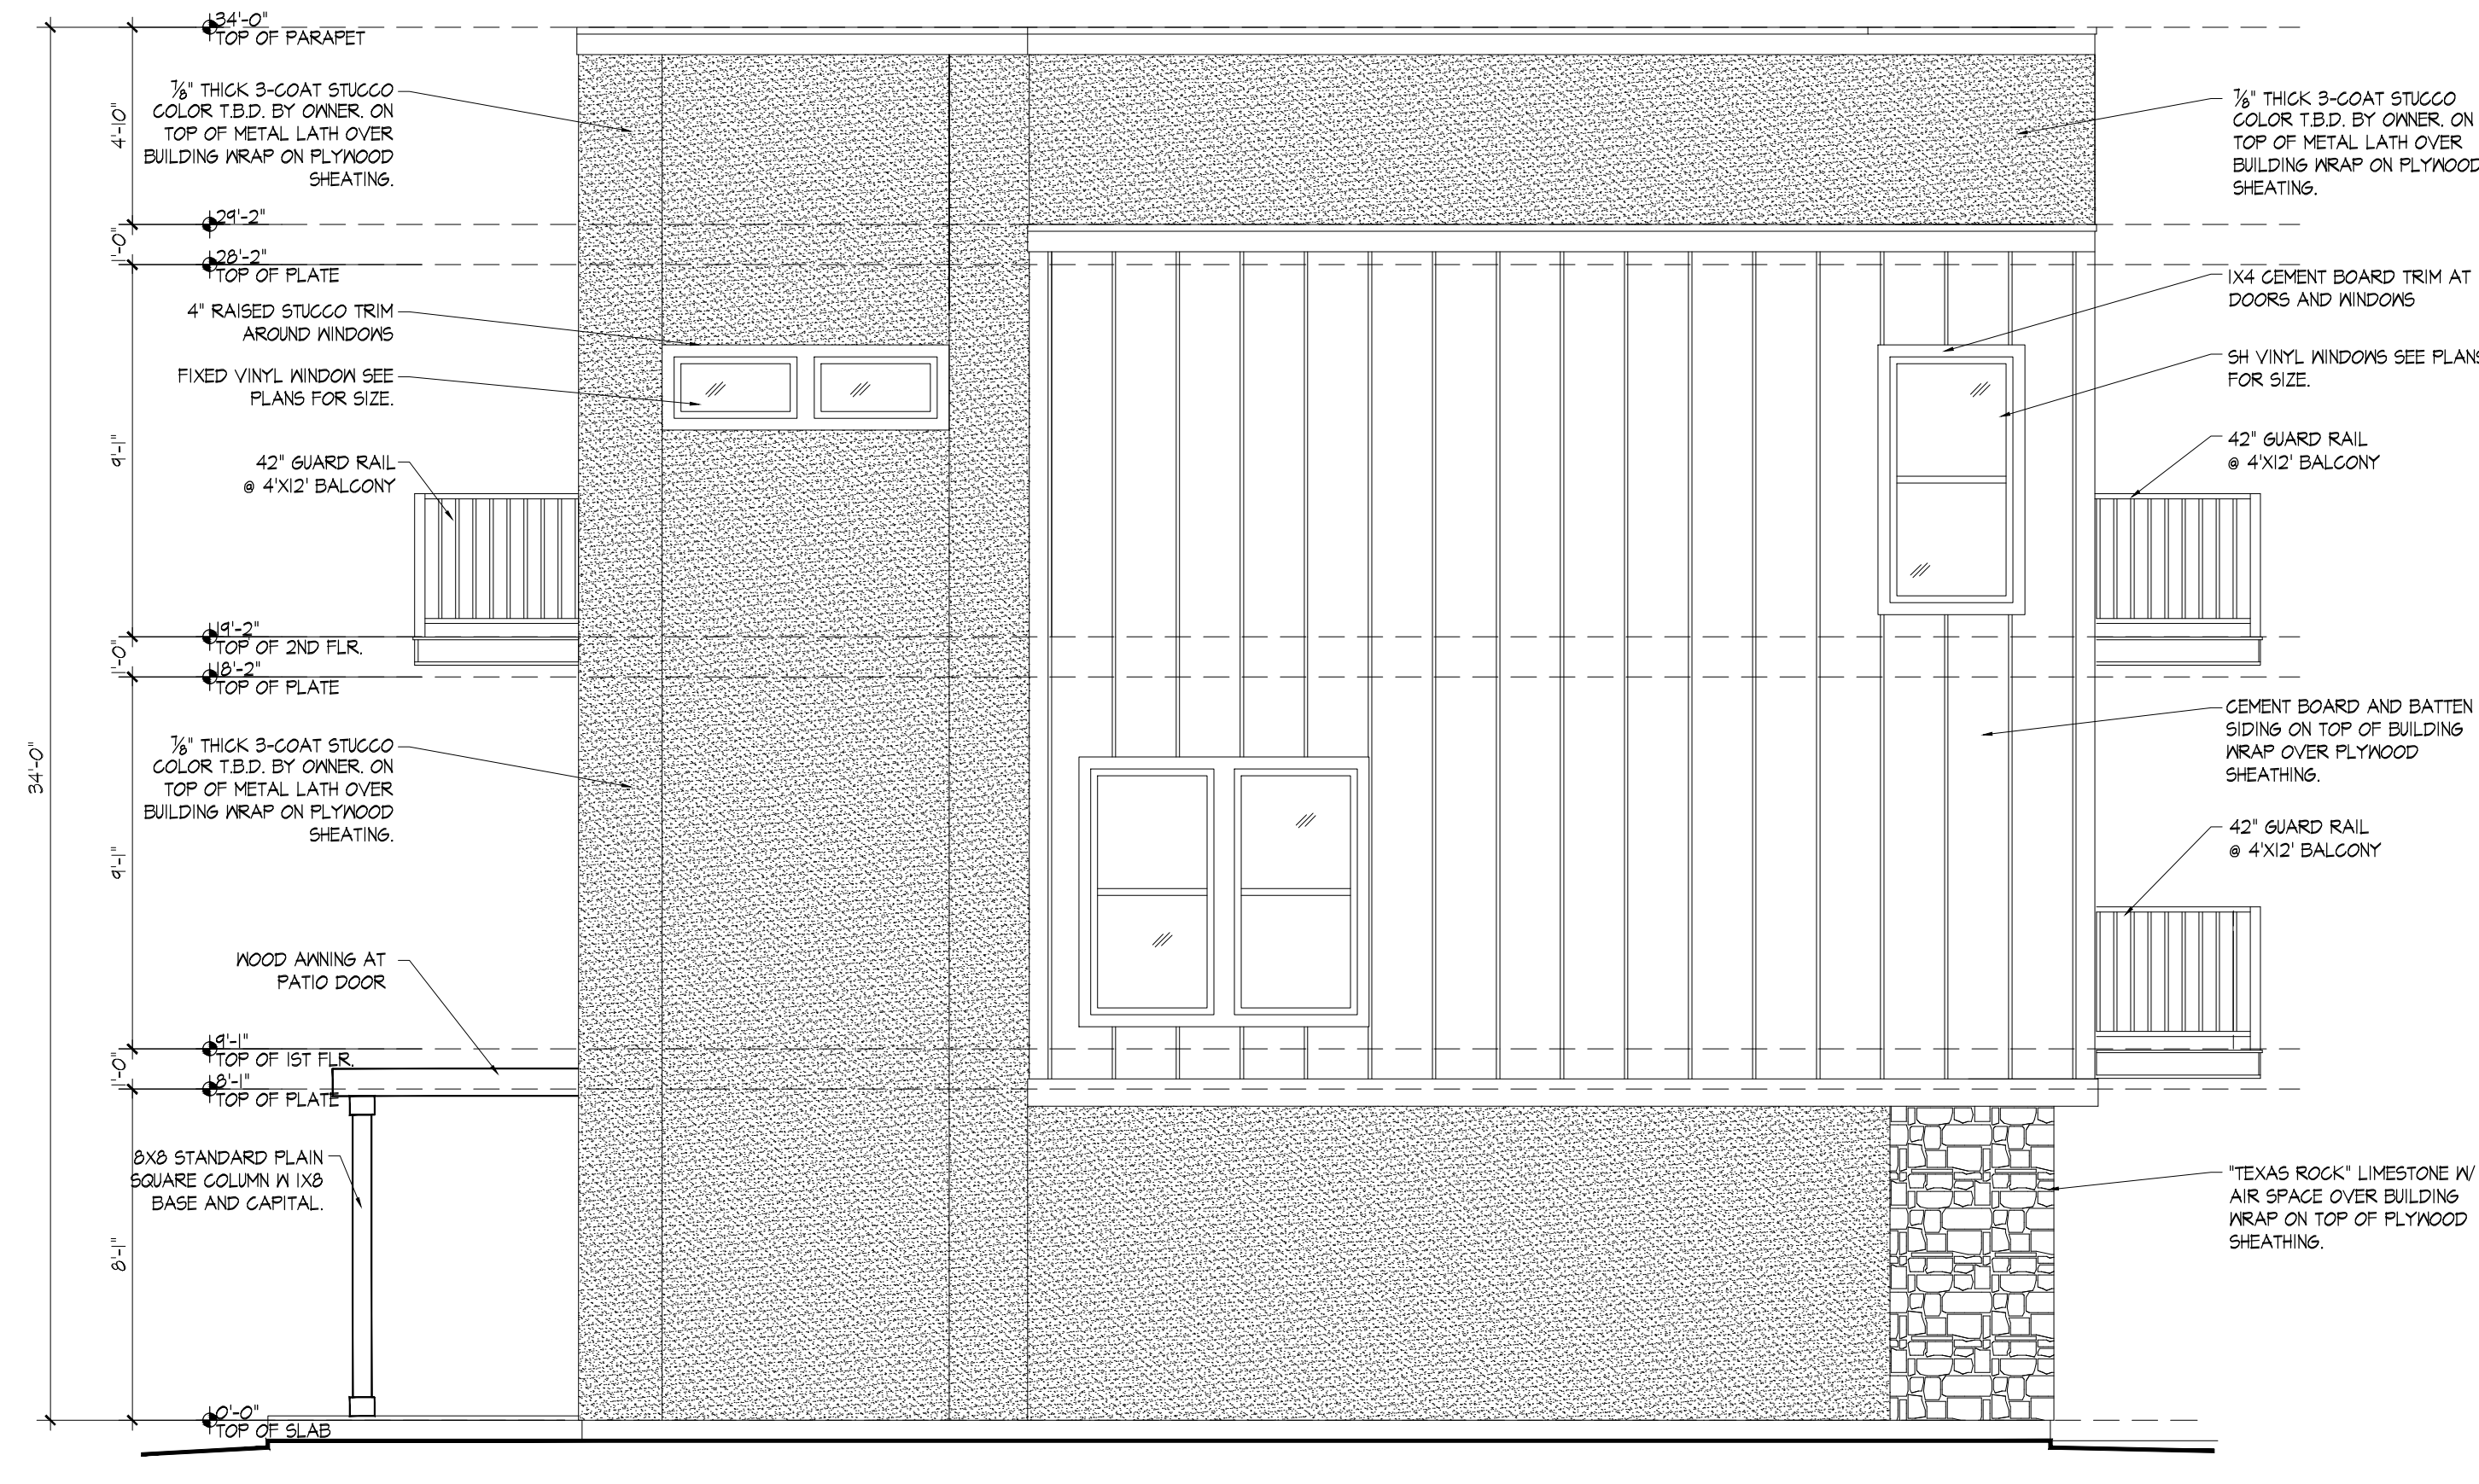 34'-0"
TOP OF PARAPET
7/8" THICK 3-COAT STUCCO
COLOR T.B.D. BY OWNER. ON
TOP OF METAL LATH OVER
BUILDING WRAP ON PLYWOOD
SHEATING.
4'-10"
29'-2"
1'-0"
28'-2"
TOP OF PLATE
4" RAISED STUCCO TRIM
AROUND WINDOWS
FIXED VINYL WINDOW SEE
PLANS FOR SIZE.
9'-1"
42" GUARD RAIL
@ 4'X12' BALCONY
19'-2"
TOP OF 2ND FLR.
1'-0"
18'-2"
TOP OF PLATE
34'-0"
7/8" THICK 3-COAT STUCCO
COLOR T.B.D. BY OWNER. ON
TOP OF METAL LATH OVER
BUILDING WRAP ON PLYWOOD
SHEATING.
9'-1"
WOOD AWNING AT
PATIO DOOR
9'-1"
TOP OF 1ST FLR.
1'-0"
8'-1"
TOP OF PLATE
8X8 STANDARD PLAIN
SQUARE COLUMN W 1X8
BASE AND CAPITAL.
8'-1"
0'-0"
TOP OF SLAB
7/8" THICK 3-COAT STUCCO
COLOR T.B.D. BY OWNER. ON
TOP OF METAL LATH OVER
BUILDING WRAP ON PLYWOOD
SHEATING.
1X4 CEMENT BOARD TRIM AT
DOORS AND WINDOWS
SH VINYL WINDOWS SEE PLANS
FOR SIZE.
42" GUARD RAIL
@ 4'X12' BALCONY
CEMENT BOARD AND BATTEN
SIDING ON TOP OF BUILDING
WRAP OVER PLYWOOD
SHEATHING.
42" GUARD RAIL
@ 4'X12' BALCONY
"TEXAS ROCK" LIMESTONE W/
AIR SPACE OVER BUILDING
WRAP ON TOP OF PLYWOOD
SHEATHING.